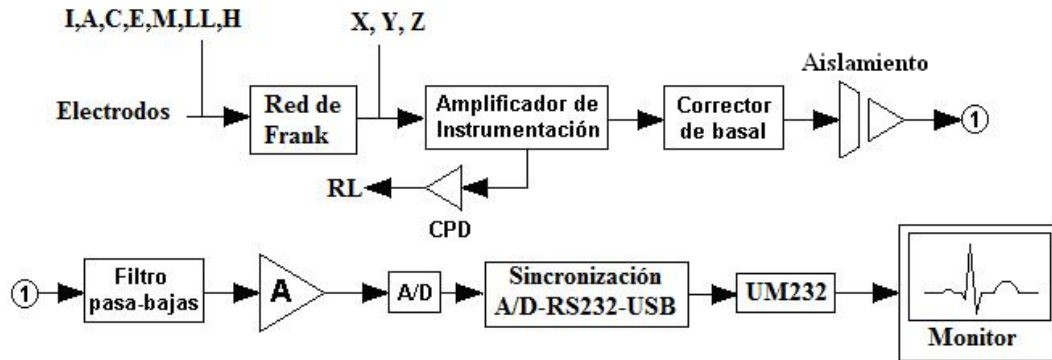 I,A,C,E,M,LL,H
X, Y, Z
Aislamiento
Electrodos
Red de
Frank
Amplificador de
Instrumentación
Corrector
de basal
1
RL
CPD
1
Filtro
pasa-bajas
A
A/D
Sincronización
A/D-RS232-USB
UM232
Monitor